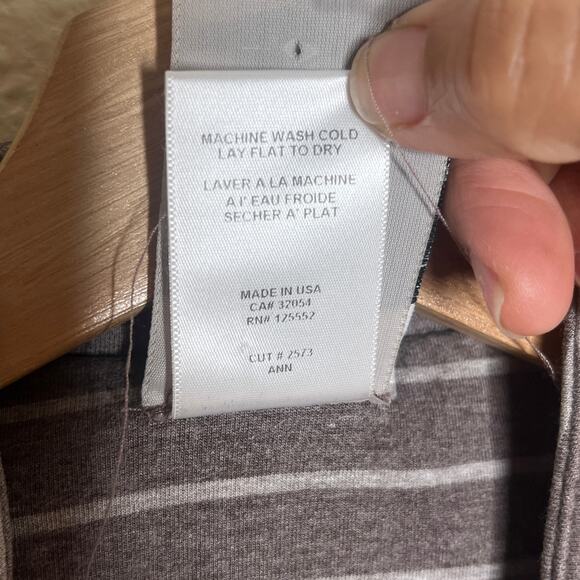 MACHINE WASH COLD
LAY FLAT TO DRY
LAVER A LA MACHINE
A l' EAU FROIDE
SECHER A' PLAT
MADE IN USA
CA# 32054
RN# 125552
CUT # 2573
ANN